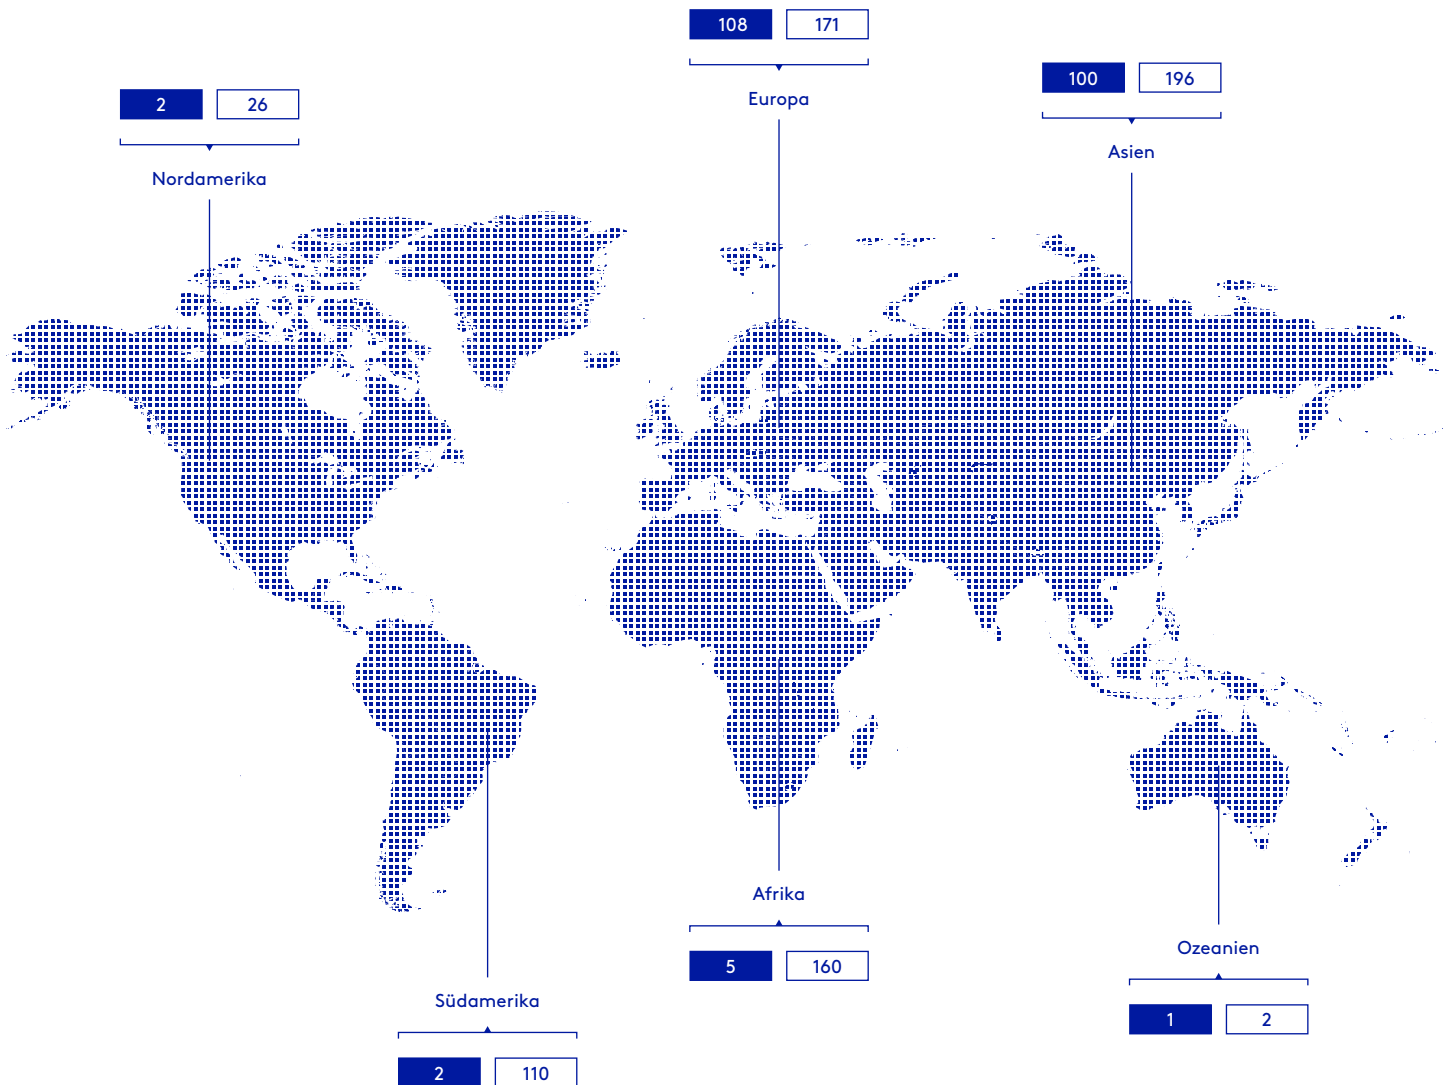 108 171
Europa
100 196
Asien
2 26
Nordamerika
Afrika
5 160
Ozeanien
1 2
Südamerika
2 110